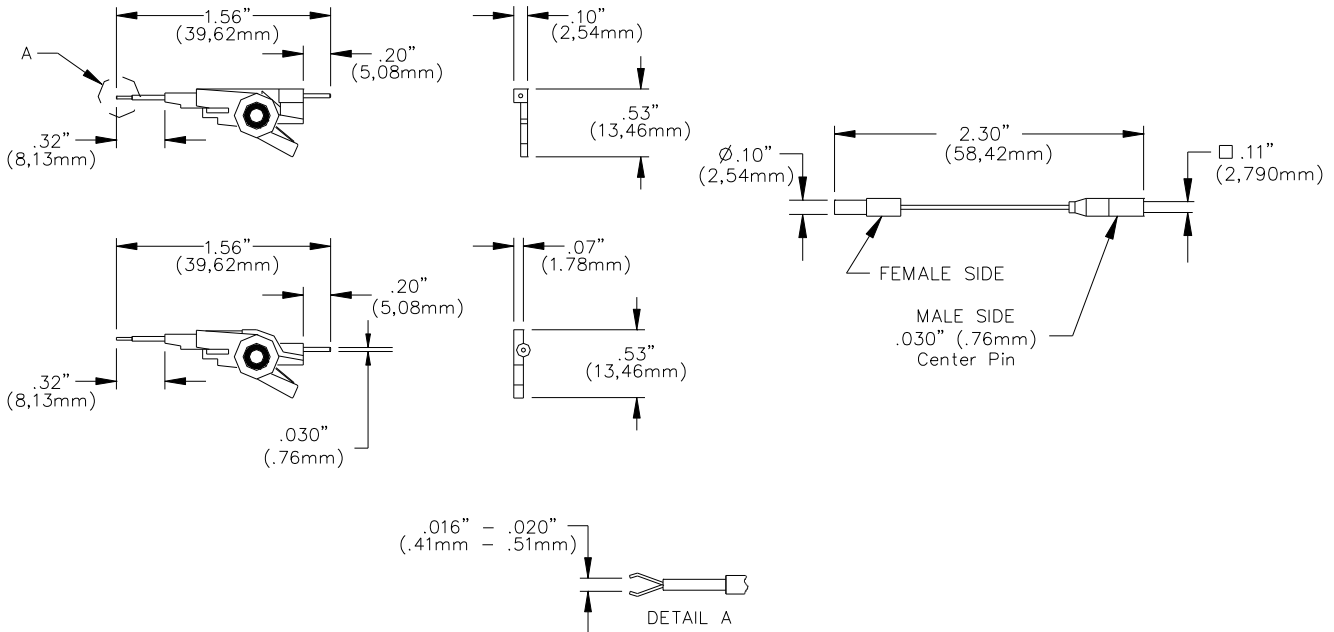 1.56”
(39,62mm)
A
.20”
(5,08mm)
.32”
(8,13mm)
.10”
(2,54mm)
.53”
(13,46mm)
2.30”
(58,42mm)
Ø.10”
(2,54mm)
□ .11”
(2,790mm)
FEMALE SIDE
MALE SIDE
.030” (.76mm)
Center Pin
1.56”
(39,62mm)
.20”
(5,08mm)
.32”
(8,13mm)
.030”
(.76mm)
.07”
(1.78mm)
.53”
(13,46mm)
.016” – .020”
(.41mm – .51mm)
DETAIL A